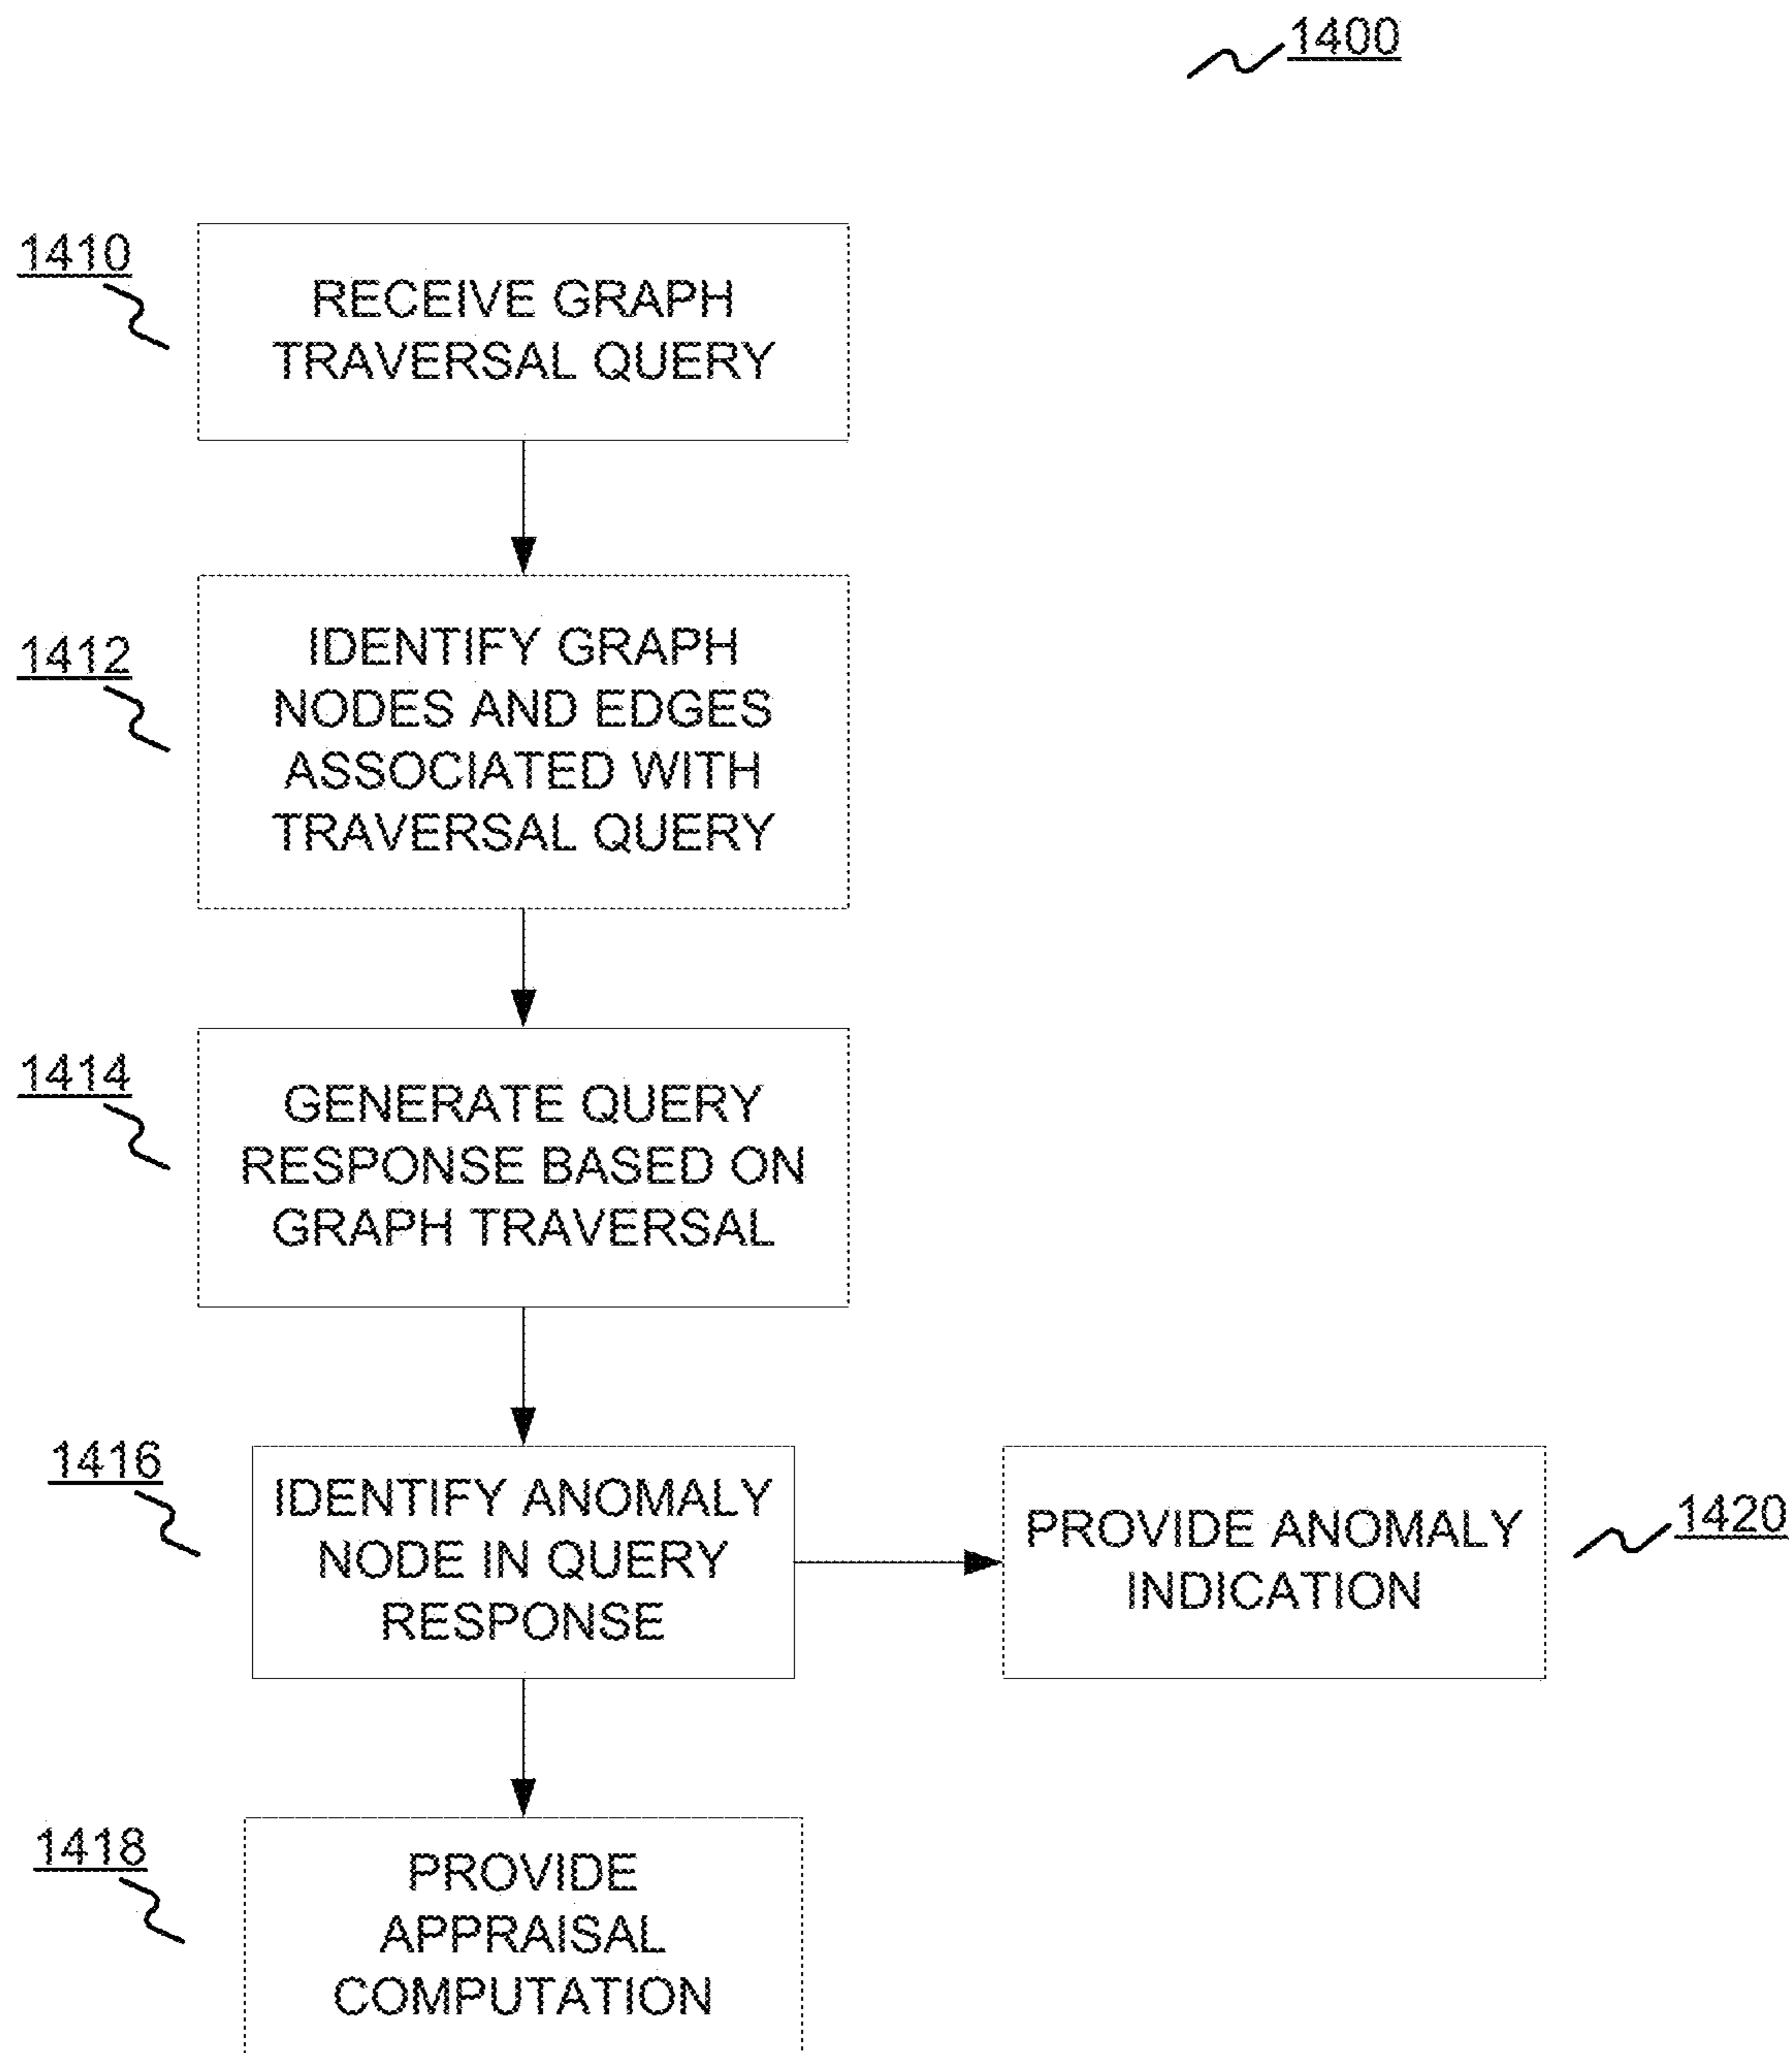 1400
1410
RECEIVE GRAPH
TRAVERSAL QUERY
1412
IDENTIFY GRAPH
NODES AND EDGES
ASSOCIATED WITH
TRAVERSAL QUERY
1414
GENERATE QUERY
RESPONSE BASED ON
GRAPH TRAVERSAL
1416
IDENTIFY ANOMALY
NODE IN QUERY
RESPONSE
PROVIDE ANOMALY
INDICATION
1420
1418
PROVIDE
APPRAISAL
COMPUTATION